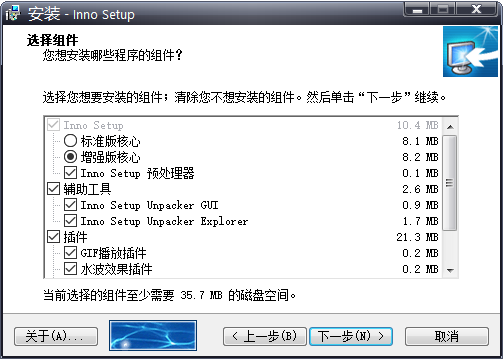 安装 - Inno Setup
选择组件
您想安装哪些程序的组件？
选择您想要安装的组件；清除您不想安装的组件。然后单击“下一步”继续。
Inno Setup 10.4 MB
标准版核心 8.1 MB
增强版核心 8.2 MB
Inno Setup 预处理器 0.1 MB
辅助工具 2.6 MB
Inno Setup Unpacker GUI 0.9 MB
Inno Setup Unpacker Explorer 1.7 MB
插件 21.3 MB
GIF播放插件 0.2 MB
水波效果插件 0.2 MB
当前选择的组件至少需要 35.7 MB 的磁盘空间。
关于(A)... < 上一步(B) 下一步(N) > 取消